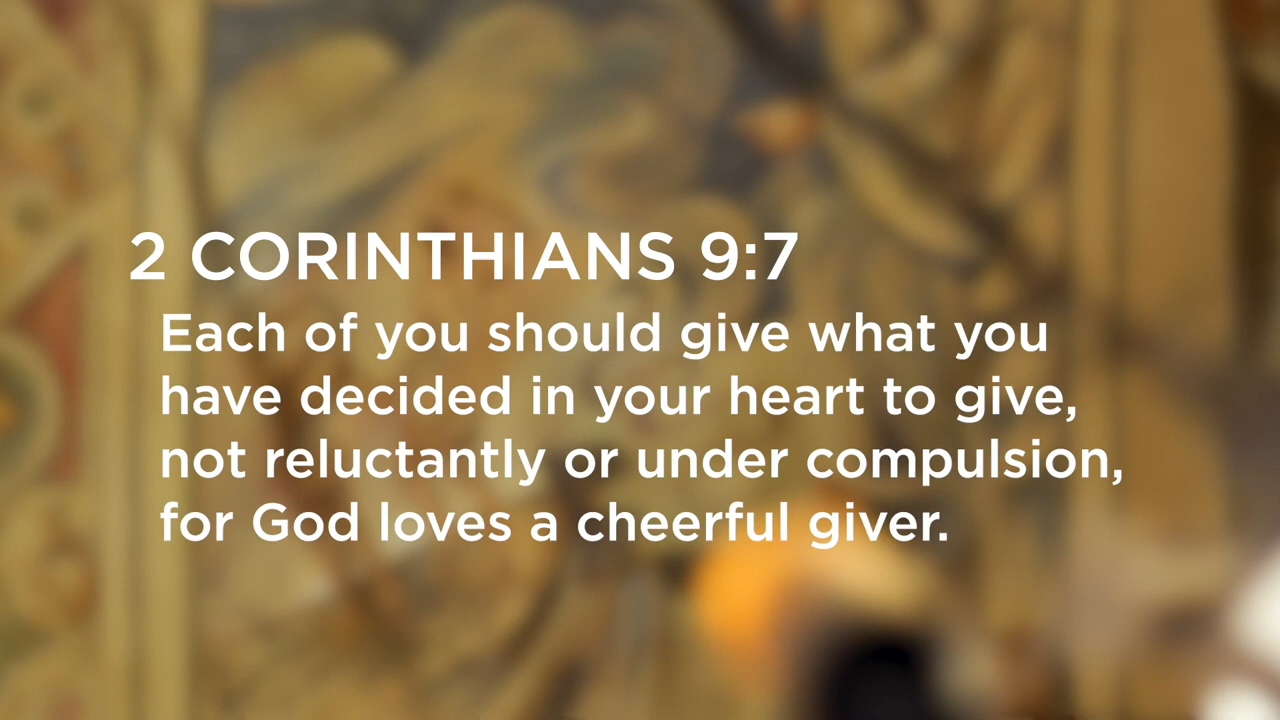 2 CORINTHIANS 9:7
Each of you should give what you
have decided in your heart to give,
not reluctantly or under compulsion,
for God loves a cheerful giver.